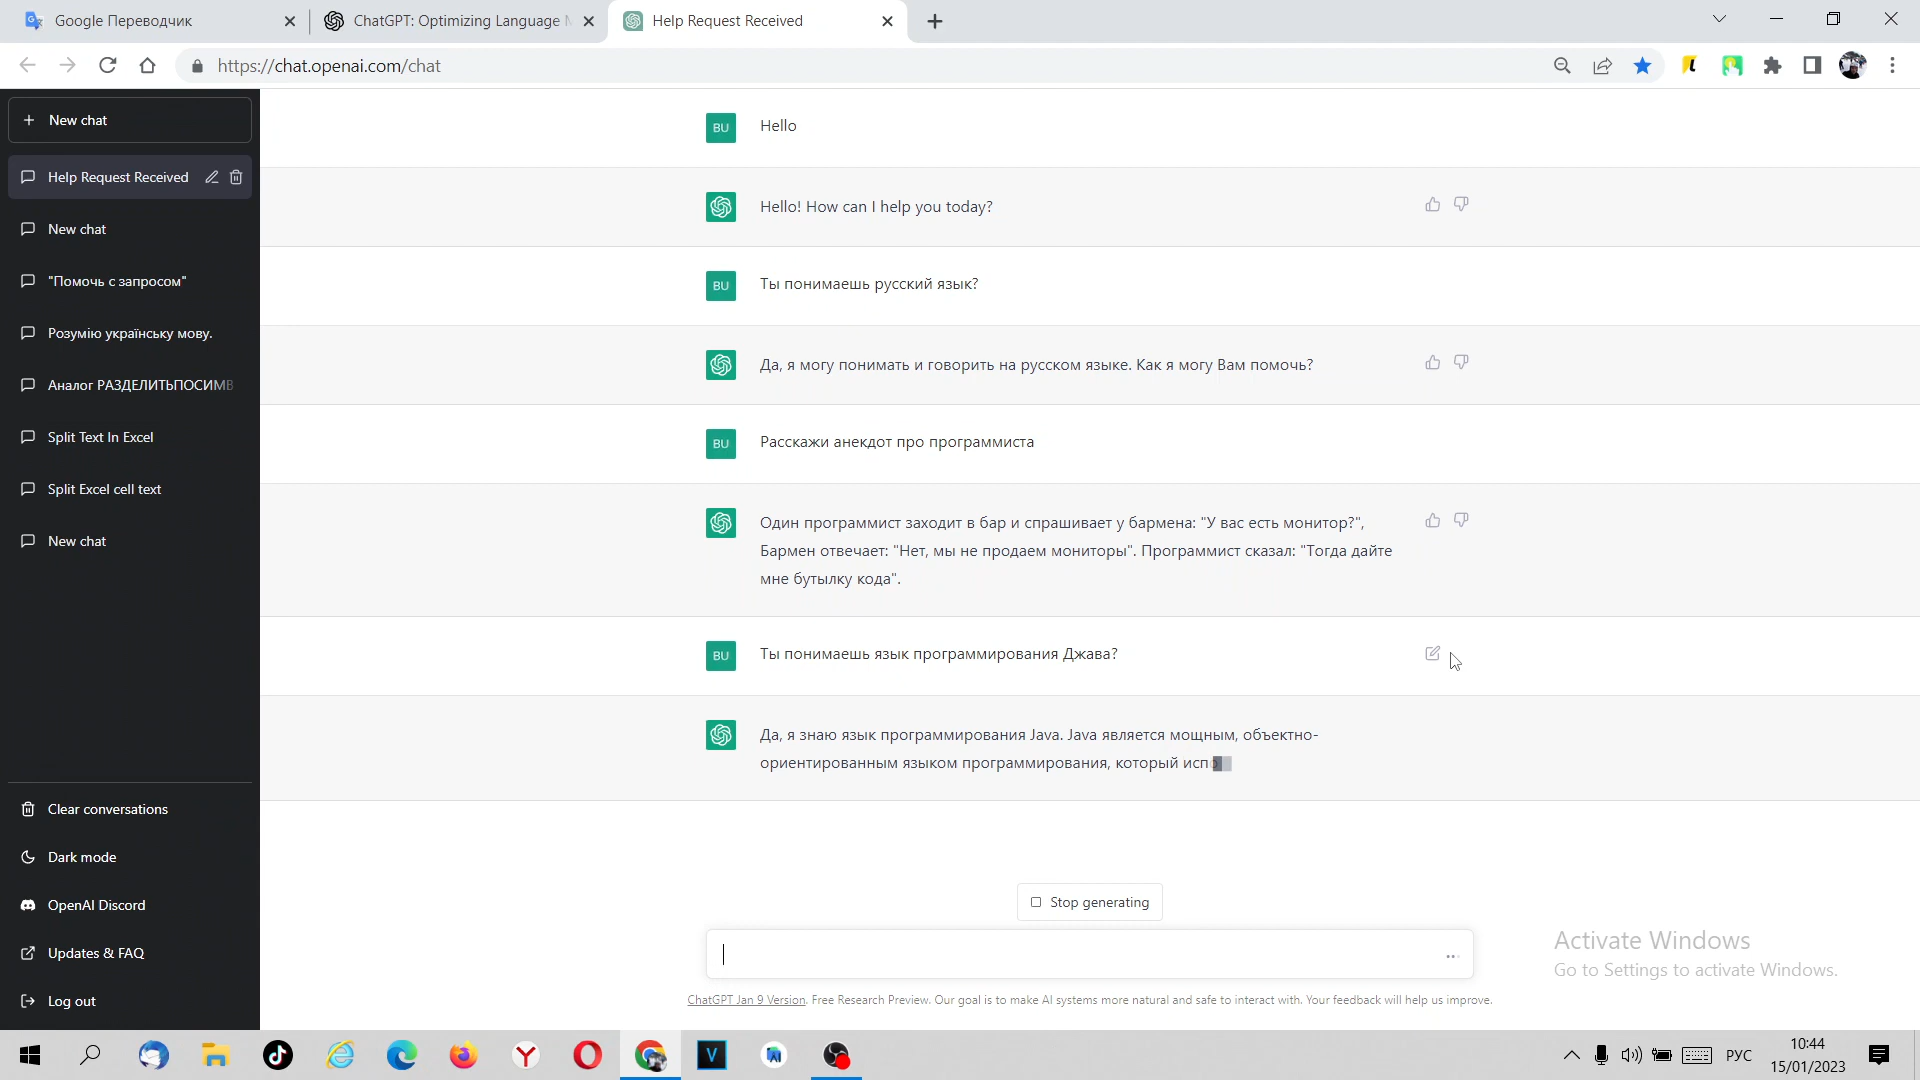 Google Переводчик
ChatGPT: Optimizing Language
Help Request Received
https://chat.openai.com/chat
New chat
Help Request Received
New chat
"Помочь с запросом"
Розумію українську мову.
Аналог РАЗДЕЛИТЬПОСИМВ
Split Text In Excel
Split Excel cell text
New chat
Clear conversations
Dark mode
OpenAI Discord
Updates & FAQ
Log out
BU
Hello
Hello! How can I help you today?
BU
Ты понимаешь русский язык?
Да, я могу понимать и говорить на русском языке. Как я могу Вам помочь?
BU
Расскажи анекдот про программиста
Один программист заходит в бар и спрашивает у бармена: "У вас есть монитор?",
Бармен отвечает: "Нет, мы не продаем мониторы". Программист сказал: "Тогда дайте
мне бутылку кода".
BU
Ты понимаешь язык программирования Джава?
Да, я знаю язык программирования Java. Java является мощным, объектно-
ориентированным языком программирования, который исп
Stop generating
ChatGPT Jan 9 Version. Free Research Preview. Our goal is to make AI systems more natural and safe to interact with. Your feedback will help us improve.
Activate Windows
Go to Settings to activate Windows.
РУС
10:44
15/01/2023